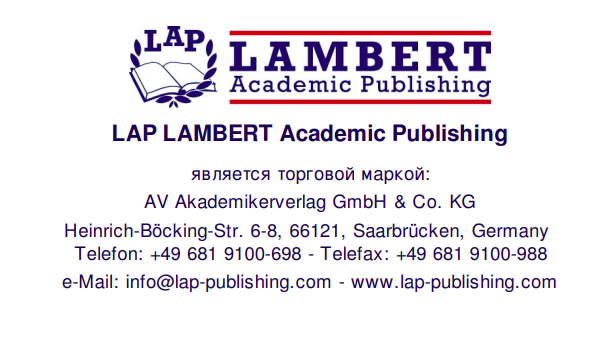 LAP
LAMBERT
Academic Publishing
LAP LAMBERT Academic Publishing
является торговой маркой:
AV Akademikerverlag GmbH & Co. KG
Heinrich-Böcking-Str. 6-8, 66121, Saarbrücken, Germany
Telefon: +49 681 9100-698 - Telefax: +49 681 9100-988
e-Mail: info@lap-publishing.com - www.lap-publishing.com